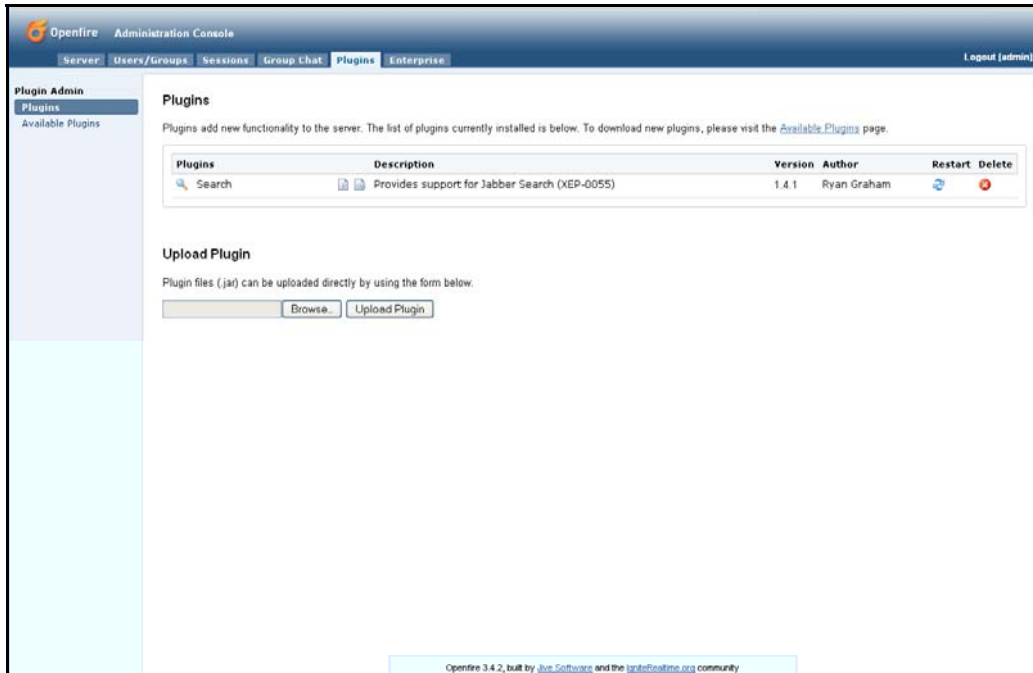 Openfire Administration Console
Server Users/Groups Sessions Group Chat Plugins Enterprise
Logout [admin]
Plugin Admin
Plugins
Available Plugins
Plugins
Plugins add new functionality to the server. The list of plugins currently installed is below. To download new plugins, please visit the Available Plugins page.
Plugins Description Version Author Restart Delete
Search Provides support for Jabber Search (XEP-0055) 1.4.1 Ryan Graham
Upload Plugin
Plugin files (.jar) can be uploaded directly by using the form below.
Browse... Upload Plugin
Openfire 3.4.2, built by Jive Software and the IgniteRealtime.org community